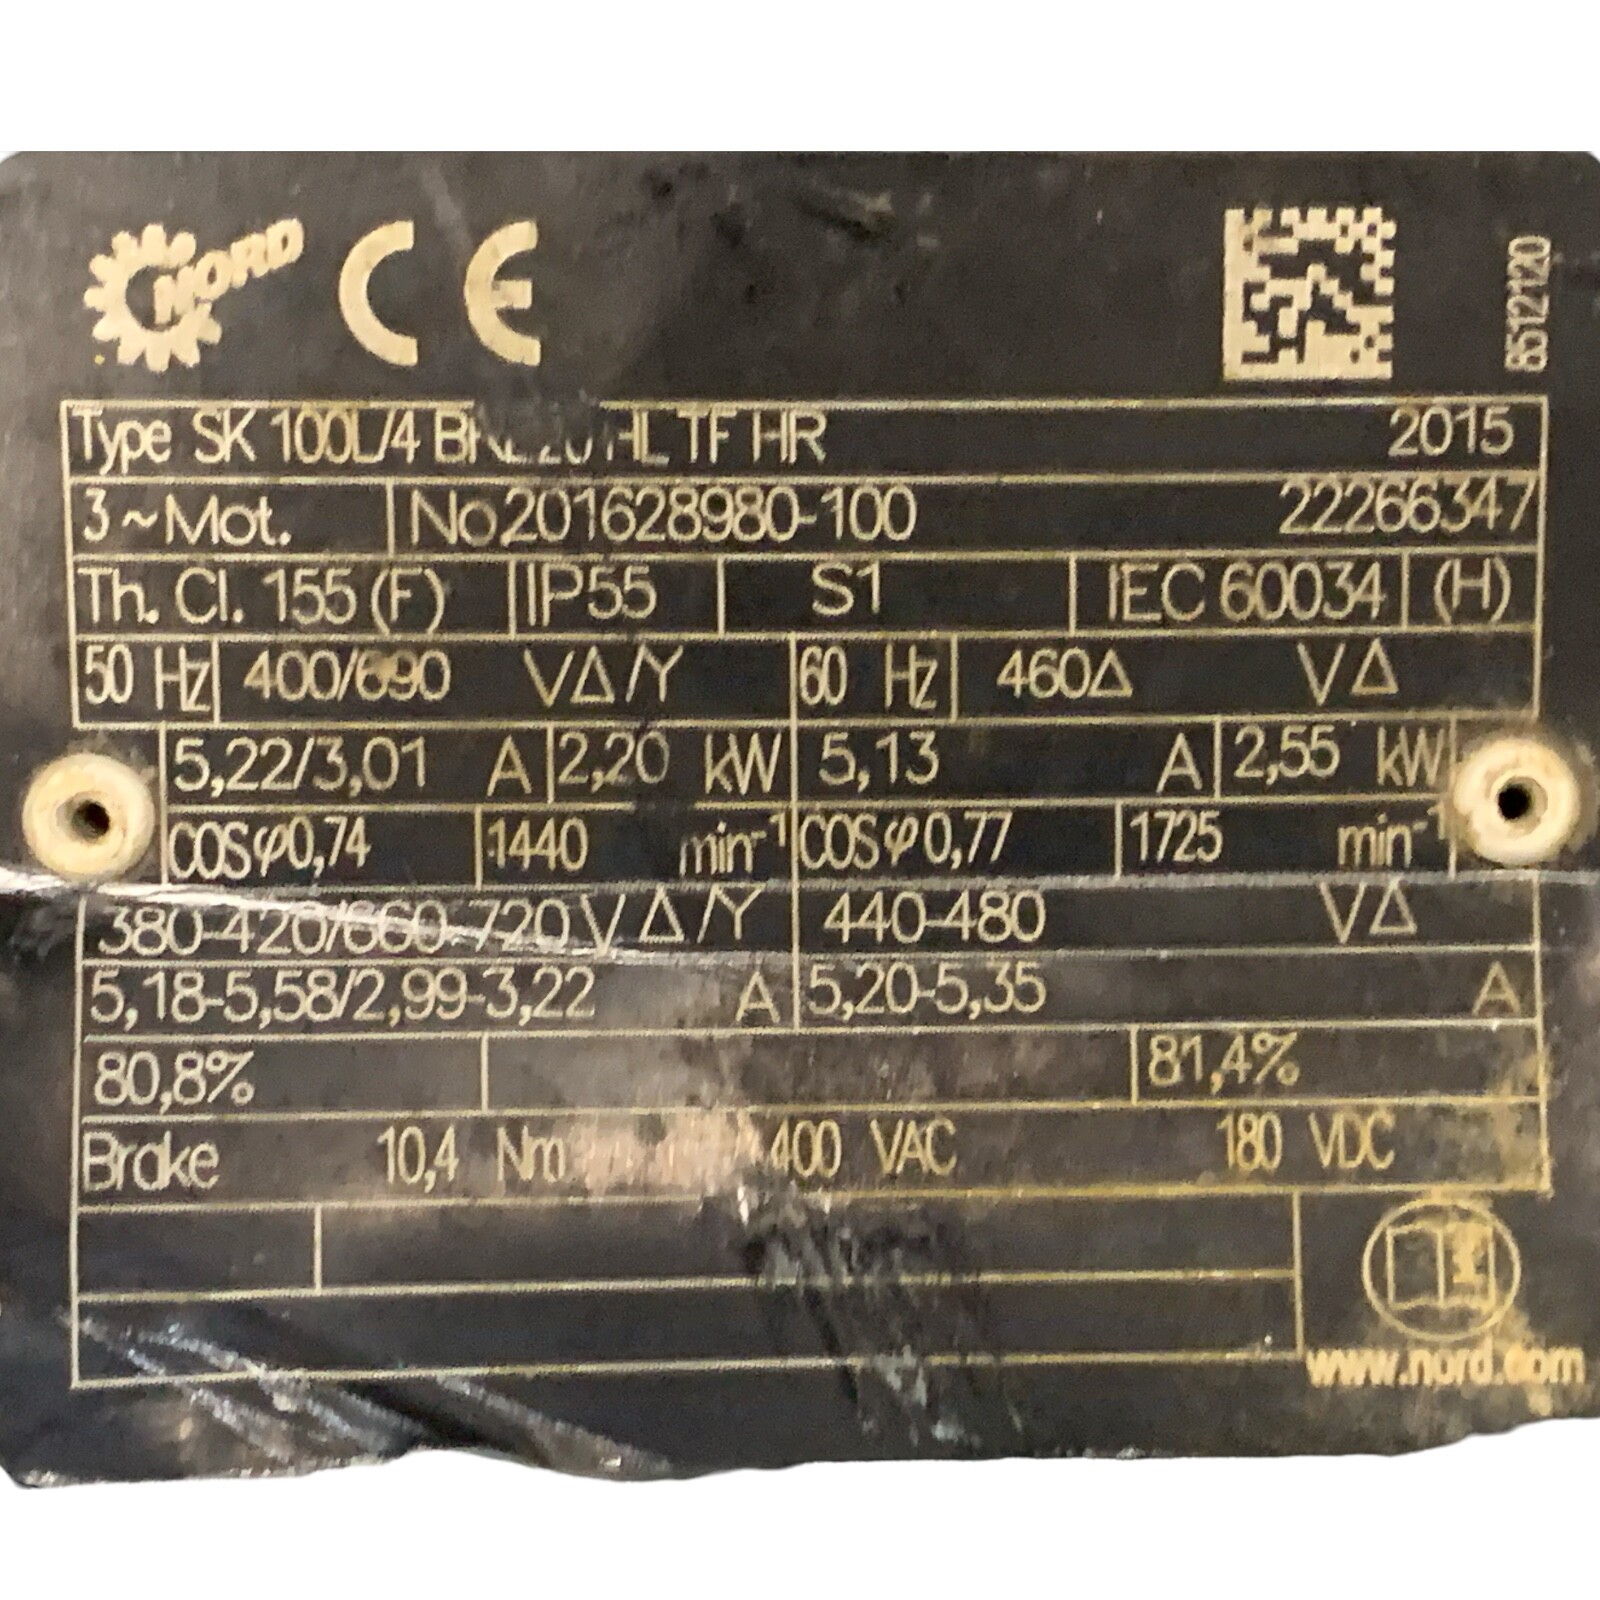 NORD CE
8512120
Type SK 100L/4 HL TF HR 2015
3~Mot. No.201628980-100 22266347
Th. Cl. 155 (F) IP55 S1 IEC 60034 (H)
50 Hz 400/690 VΔ/Y 60 Hz 460Δ VΔ
5,22/3,01 A 2,20 kW 5,13 A 2,55 kW
COSφ0,74 1440 min⁻¹ COSφ0,77 1725 min⁻¹
380-420/660-720 VΔ/Y 440-480 VΔ
5,18-5,58/2,99-3,22 A 5,20-5,35 A
80,8% 81,4%
Brake 10,4 Nm 400 VAC 180 VDC
www.nord.com